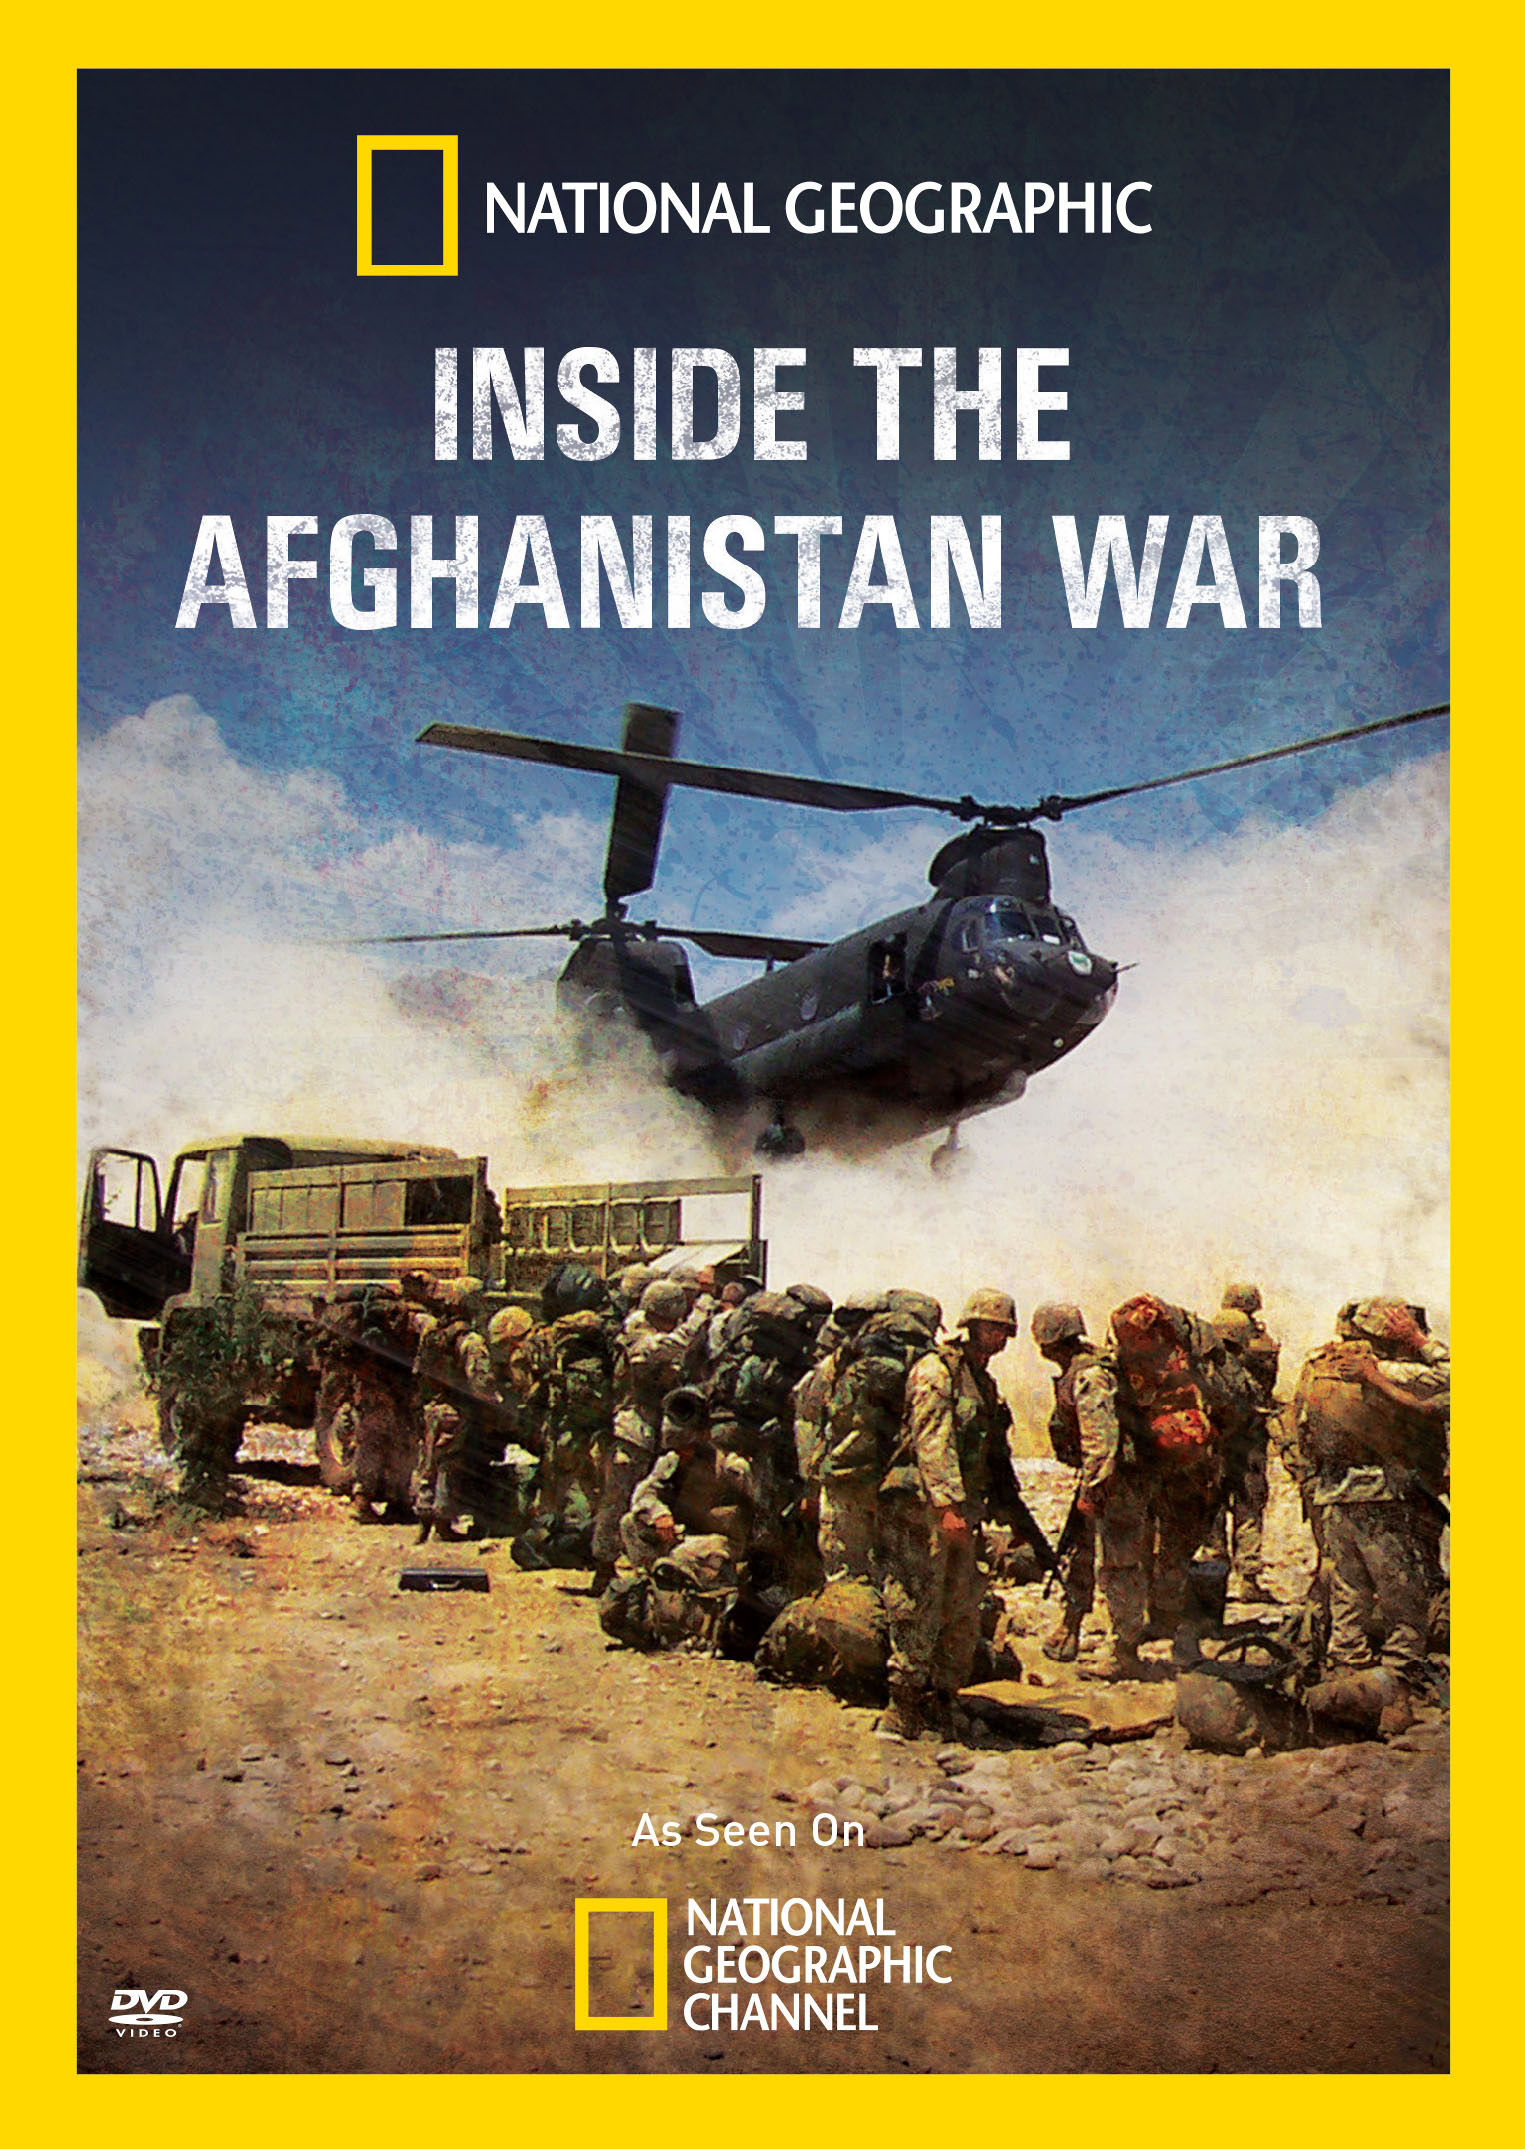 NATIONAL GEOGRAPHIC
INSIDE THE
AFGHANISTAN WAR
As Seen On
NATIONAL
GEOGRAPHIC
CHANNEL
DVD
VIDEO